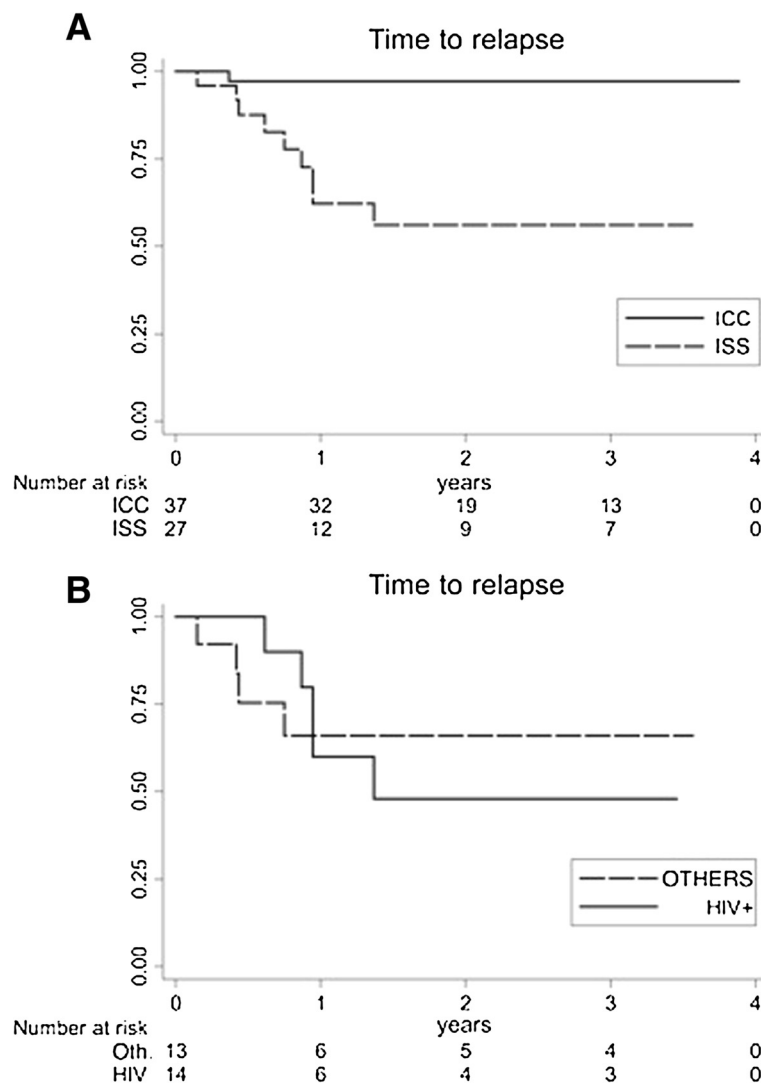 A
Time to relapse
1.00
0.75
0.50
0.25
0.00
ICC
ISS
0 1 2 3 4
Number at risk years
ICC 37 32 19 13 0
ISS 27 12 9 7 0
B
Time to relapse
1.00
0.75
0.50
0.25
0.00
OTHERS
HIV+
0 1 2 3 4
Number at risk years
Oth. 13 6 5 4 0
HIV 14 6 4 3 0